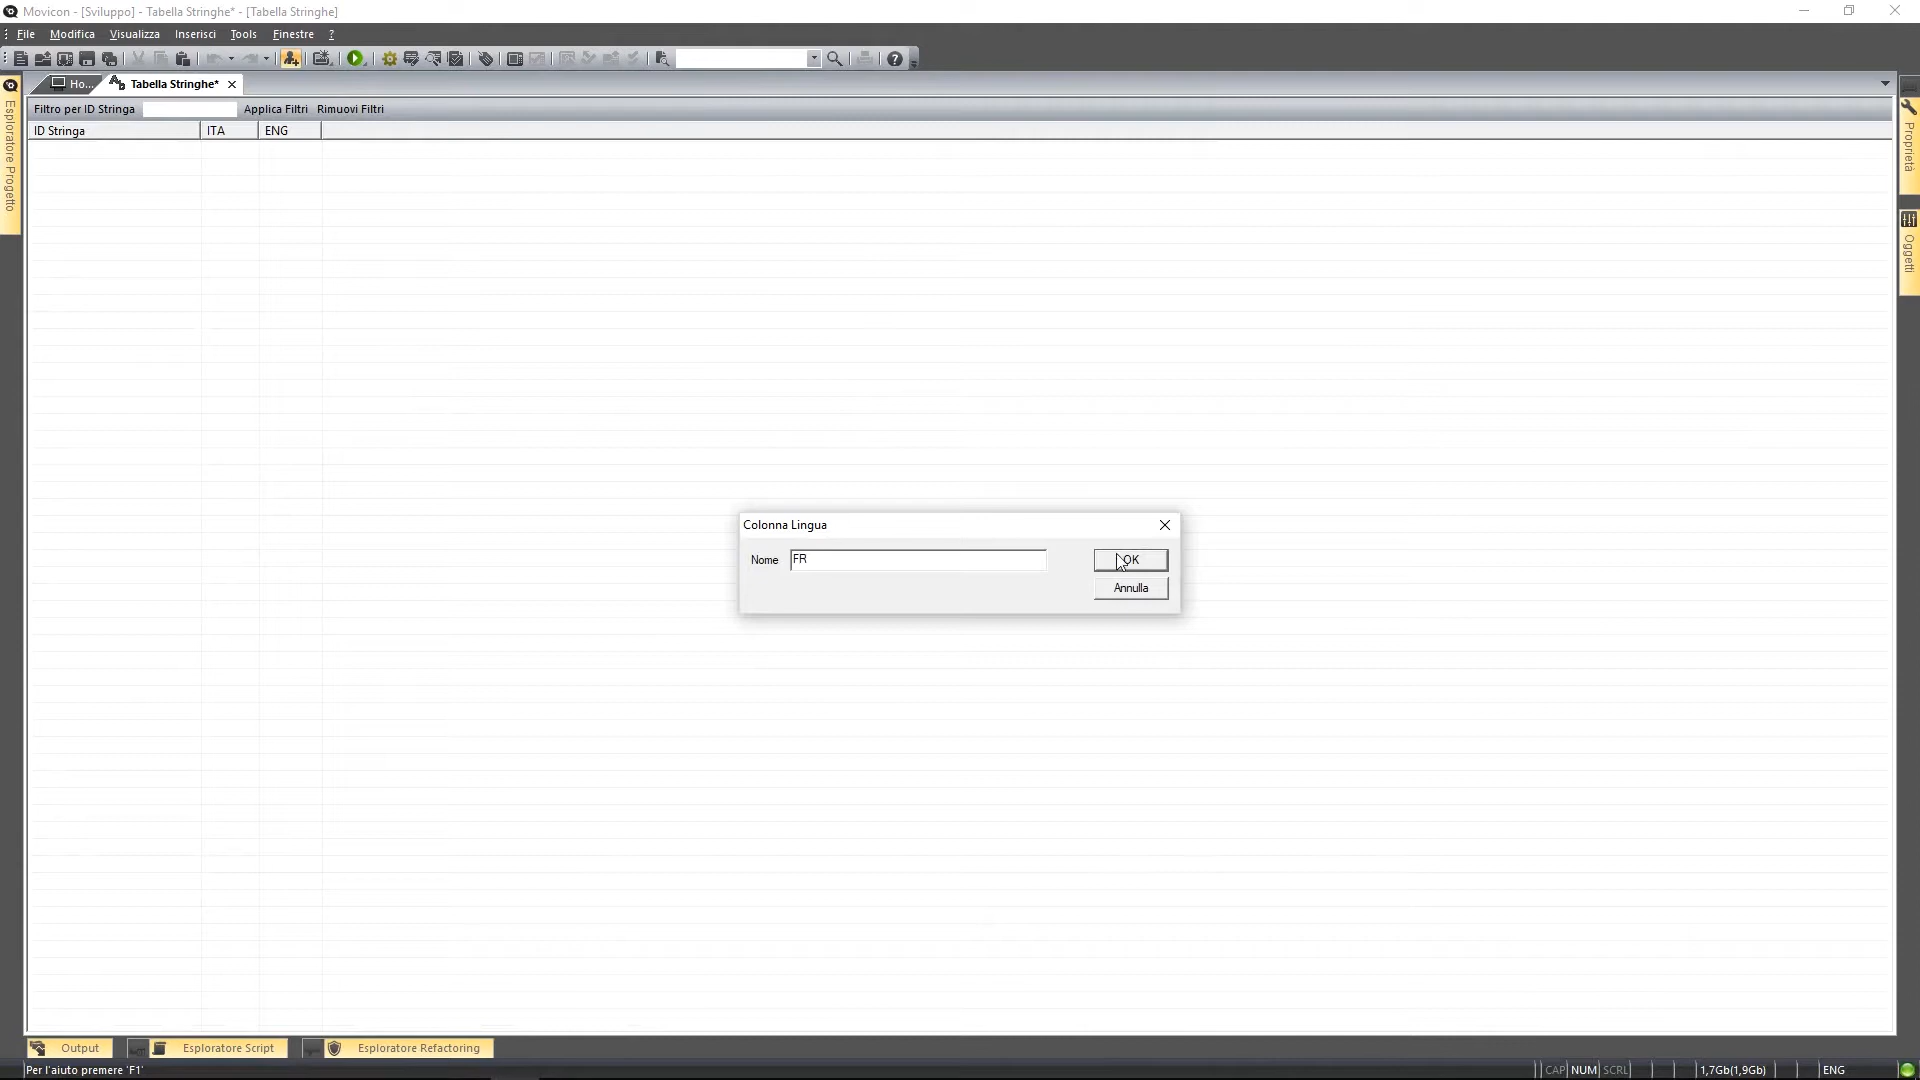 Movicon - [Sviluppo] - Tabella Stringhe* - [Tabella Stringhe]
File Modifica Visualizza Inserisci Tools Finestre ?
Ho... Tabella Stringhe*
Filtro per ID Stringa Applica Filtri Rimuovi Filtri
ID Stringa ITA ENG
Esploratore Progetto
Proprietà
Oggetti
Colonna Lingua
Nome FR OK
Annulla
Output Esploratore Script Esploratore Refactoring
Per l'aiuto premere 'F1' CAP NUM SCRL 1,7Gb(1,9Gb) ENG